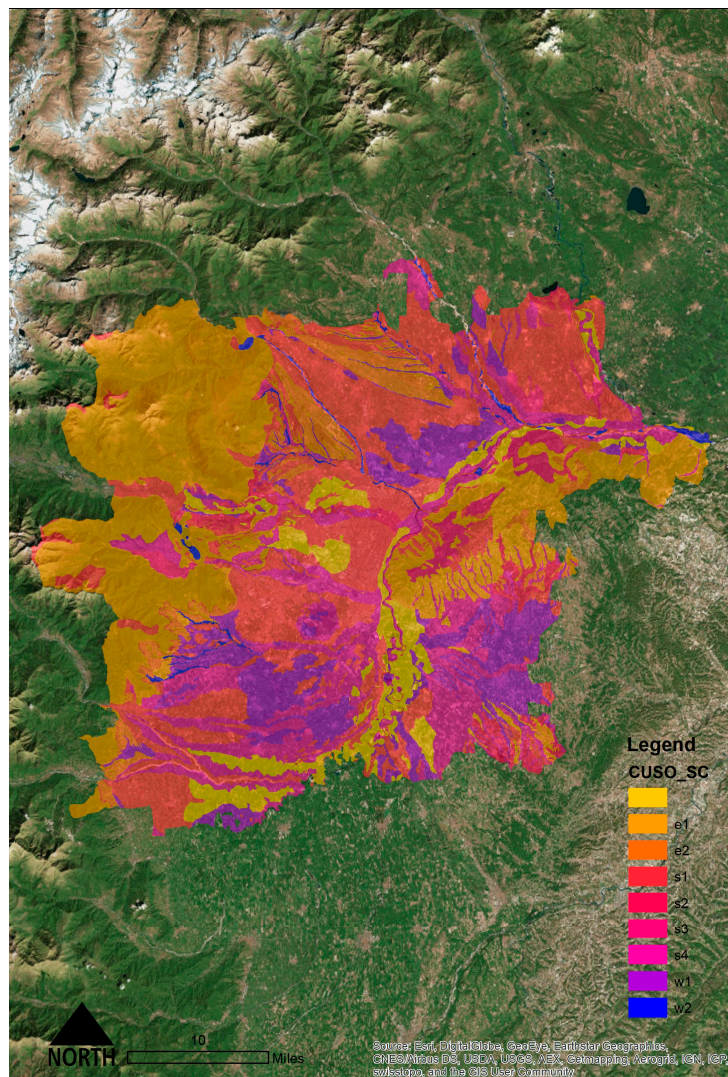 Legend
CUSO_SC
e1
e2
s1
s2
s3
s4
w1
w2
10
NORTH
Miles
Source: Esri, DigitalGlobe, GeoEye, Earthstar Geographics,
CNES/Airbus DS, USDA, USGS, AEX, Getmapping, Aerogrid, IGN, IGP,
swisstopo, and the GIS User Community